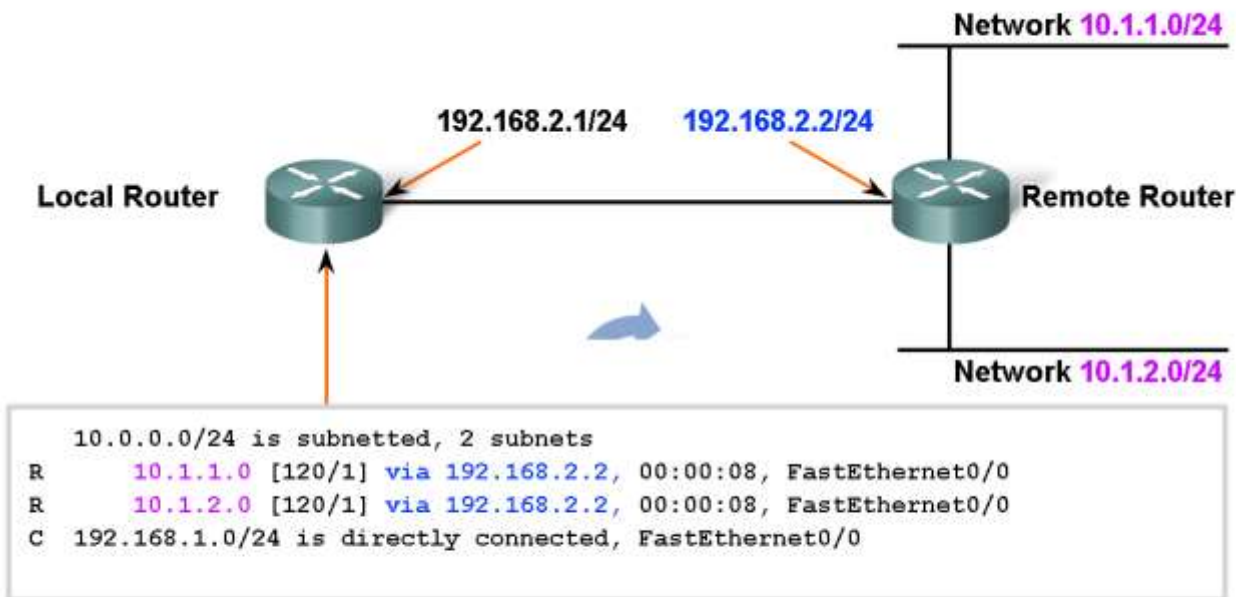 Network 10.1.1.0/24
192.168.2.1/24 192.168.2.2/24
Local Router
Remote Router
Network 10.1.2.0/24
10.0.0.0/24 is subnetted, 2 subnets
R 10.1.1.0 [120/1] via 192.168.2.2, 00:00:08, FastEthernet0/0
R 10.1.2.0 [120/1] via 192.168.2.2, 00:00:08, FastEthernet0/0
C 192.168.1.0/24 is directly connected, FastEthernet0/0